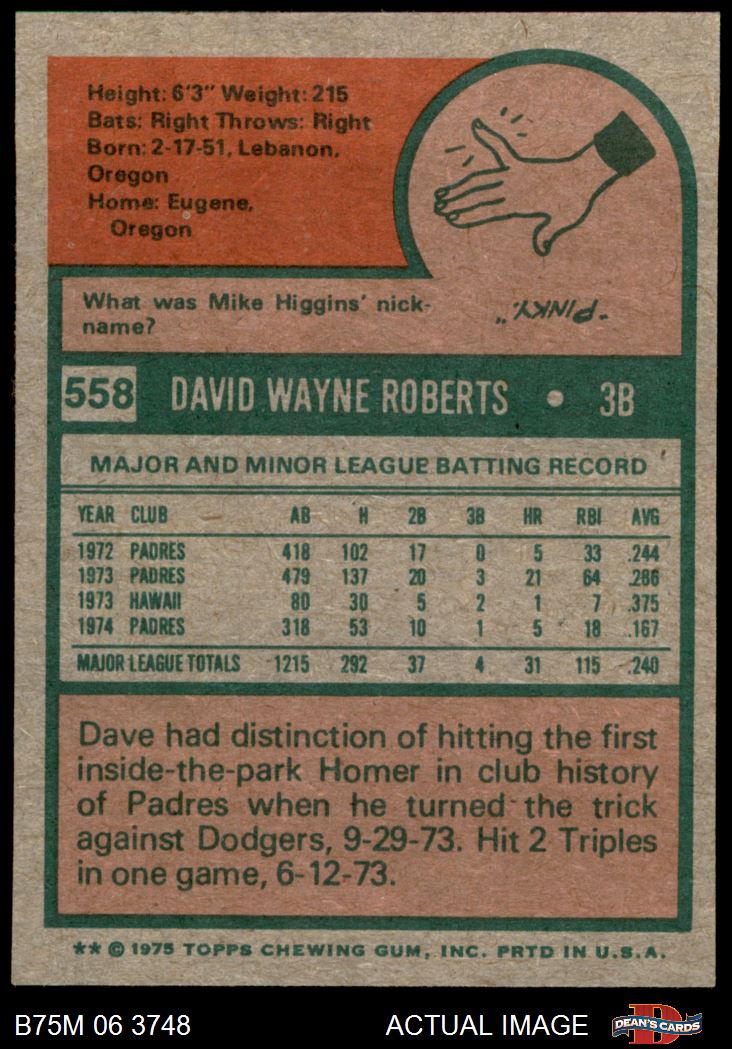 Height: 6'3" Weight: 215
Bats: Right Throws: Right
Born: 2-17-51, Lebanon,
Oregon
Home: Eugene,
Oregon
What was Mike Higgins' nick-
name?
"PINKY."
558 DAVID WAYNE ROBERTS • 3B
MAJOR AND MINOR LEAGUE BATTING RECORD
YEAR CLUB AB H 2B 3B HR RBI AVG
1972 PADRES 418 102 17 0 5 33 .244
1973 PADRES 479 137 20 3 21 64 .286
1973 HAWAII 80 30 5 2 1 7 .375
1974 PADRES 318 53 10 1 5 18 .167
MAJOR LEAGUE TOTALS 1215 292 37 4 31 115 .240
Dave had distinction of hitting the first
inside-the-park Homer in club history
of Padres when he turned the trick
against Dodgers, 9-29-73. Hit 2 Triples
in one game, 6-12-73.
** © 1975 TOPPS CHEWING GUM, INC. PRTD IN U.S.A.
B75M 06 3748 ACTUAL IMAGE
DEAN'S CARDS